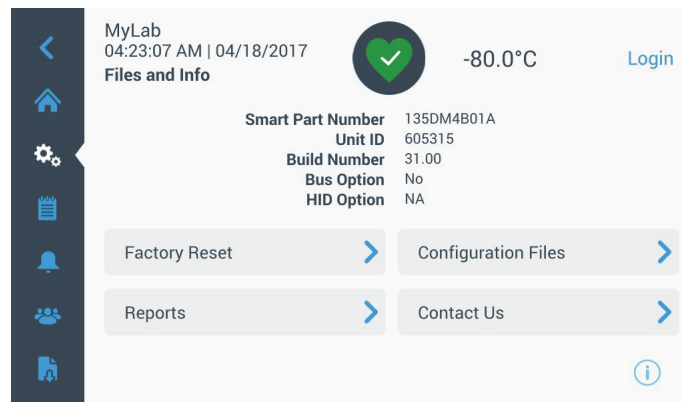 MyLab
04:23:07 AM | 04/18/2017
Files and Info
-80.0°C
Login
Smart Part Number 135DM4B01A
Unit ID 605315
Build Number 31.00
Bus Option No
HID Option NA
Factory Reset
Configuration Files
Reports
Contact Us